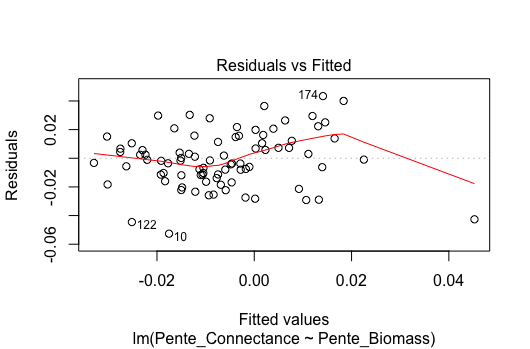 Residuals vs Fitted
Residuals
0.02
-0.02
-0.06
174
122
10
-0.02
0.00
0.02
0.04
Fitted values
lm(Pente_Connectance ~ Pente_Biomass)